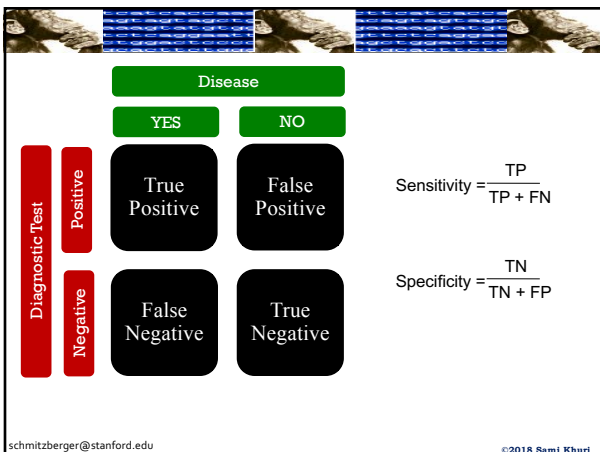 Disease
YES
NO
Diagnostic Test
Positive
True
Positive
False
Positive
Negative
False
Negative
True
Negative
Sensitivity = TP
TP + FN
Specificity = TN
TN + FP
schmitzberger@stanford.edu
©2018 Sami Khuri